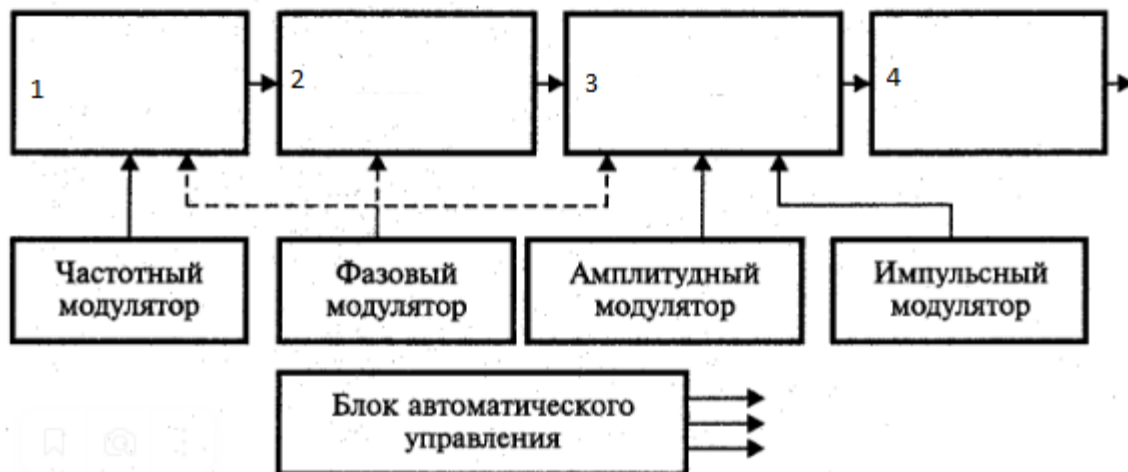 1
2
3
4
Частотный
модулятор
Фазовый
модулятор
Амплитудный
модулятор
Импульсный
модулятор
Блок автоматического
управления